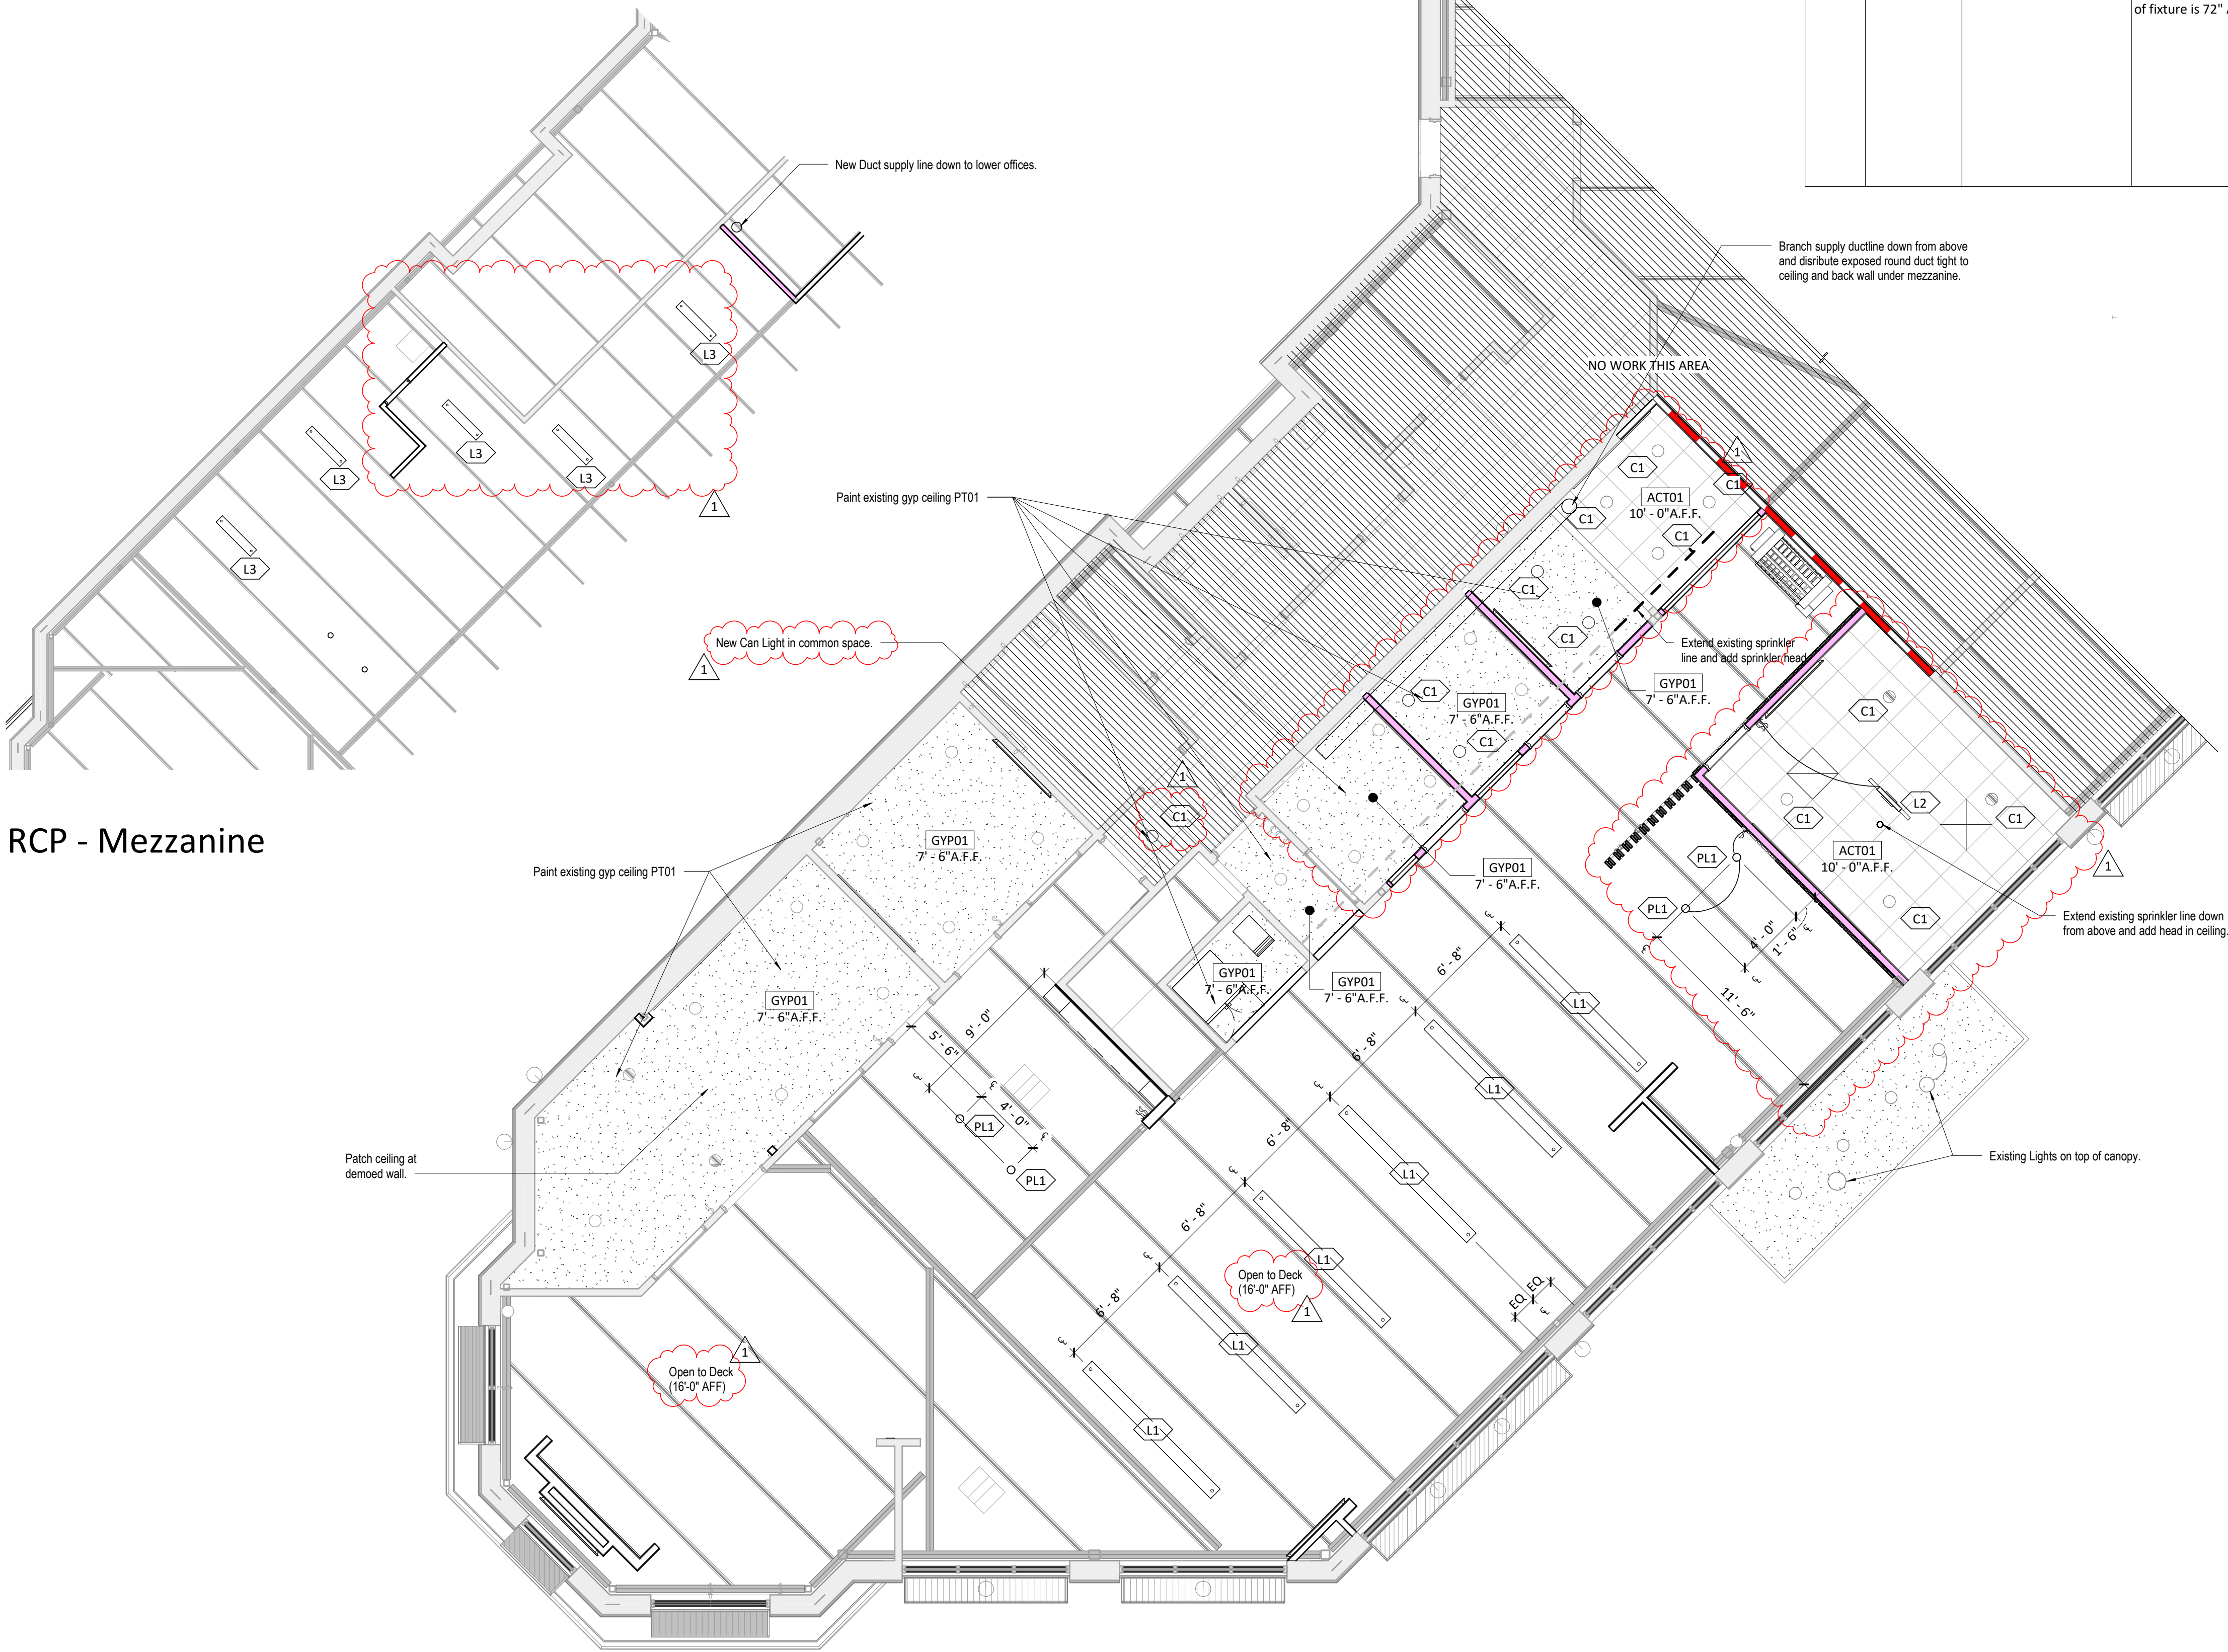 of fixture is 72"
New Duct supply line down to lower offices.
Branch supply ductline down from above
and disribute exposed round duct tight to
ceiling and back wall under mezzanine.
L3
NO WORK THIS AREA
L3
L3
L3
1
L3
Paint existing gyp ceiling PT01
C1
1
C1
ACT01
10' - 0"A.F.F.
C1
C1
C1
C1
New Can Light in common space.
1
Extend existing sprinkler
line and add sprinkler head
GYP01
7' - 6"A.F.F.
C1
GYP01
7' - 6"A.F.F.
C1
C1
1
C1
L2
C1
C1
RCP - Mezzanine
GYP01
7' - 6"A.F.F.
PL1
ACT01
10' - 0"A.F.F.
1
Paint existing gyp ceiling PT01
GYP01
7' - 6"A.F.F.
PL1
C1
Extend existing sprinkler line down
from above and add head in ceiling.
4' - 0"
1' - 6"
GYP01
7' - 6"A.F.F.
GYP01
7' - 6"A.F.F.
6' - 8"
L1
11' - 6"
GYP01
7' - 6"A.F.F.
9' - 0"
5' - 6"
6' - 8"
L1
4' - 0"
PL1
6' - 8"
Patch ceiling at
demoed wall.
PL1
L1
Existing Lights on top of canopy.
6' - 8"
L1
Open to Deck
(16'-0" AFF)
1
EQ
EQ
6' - 8"
L1
1
Open to Deck
(16'-0" AFF)
L1